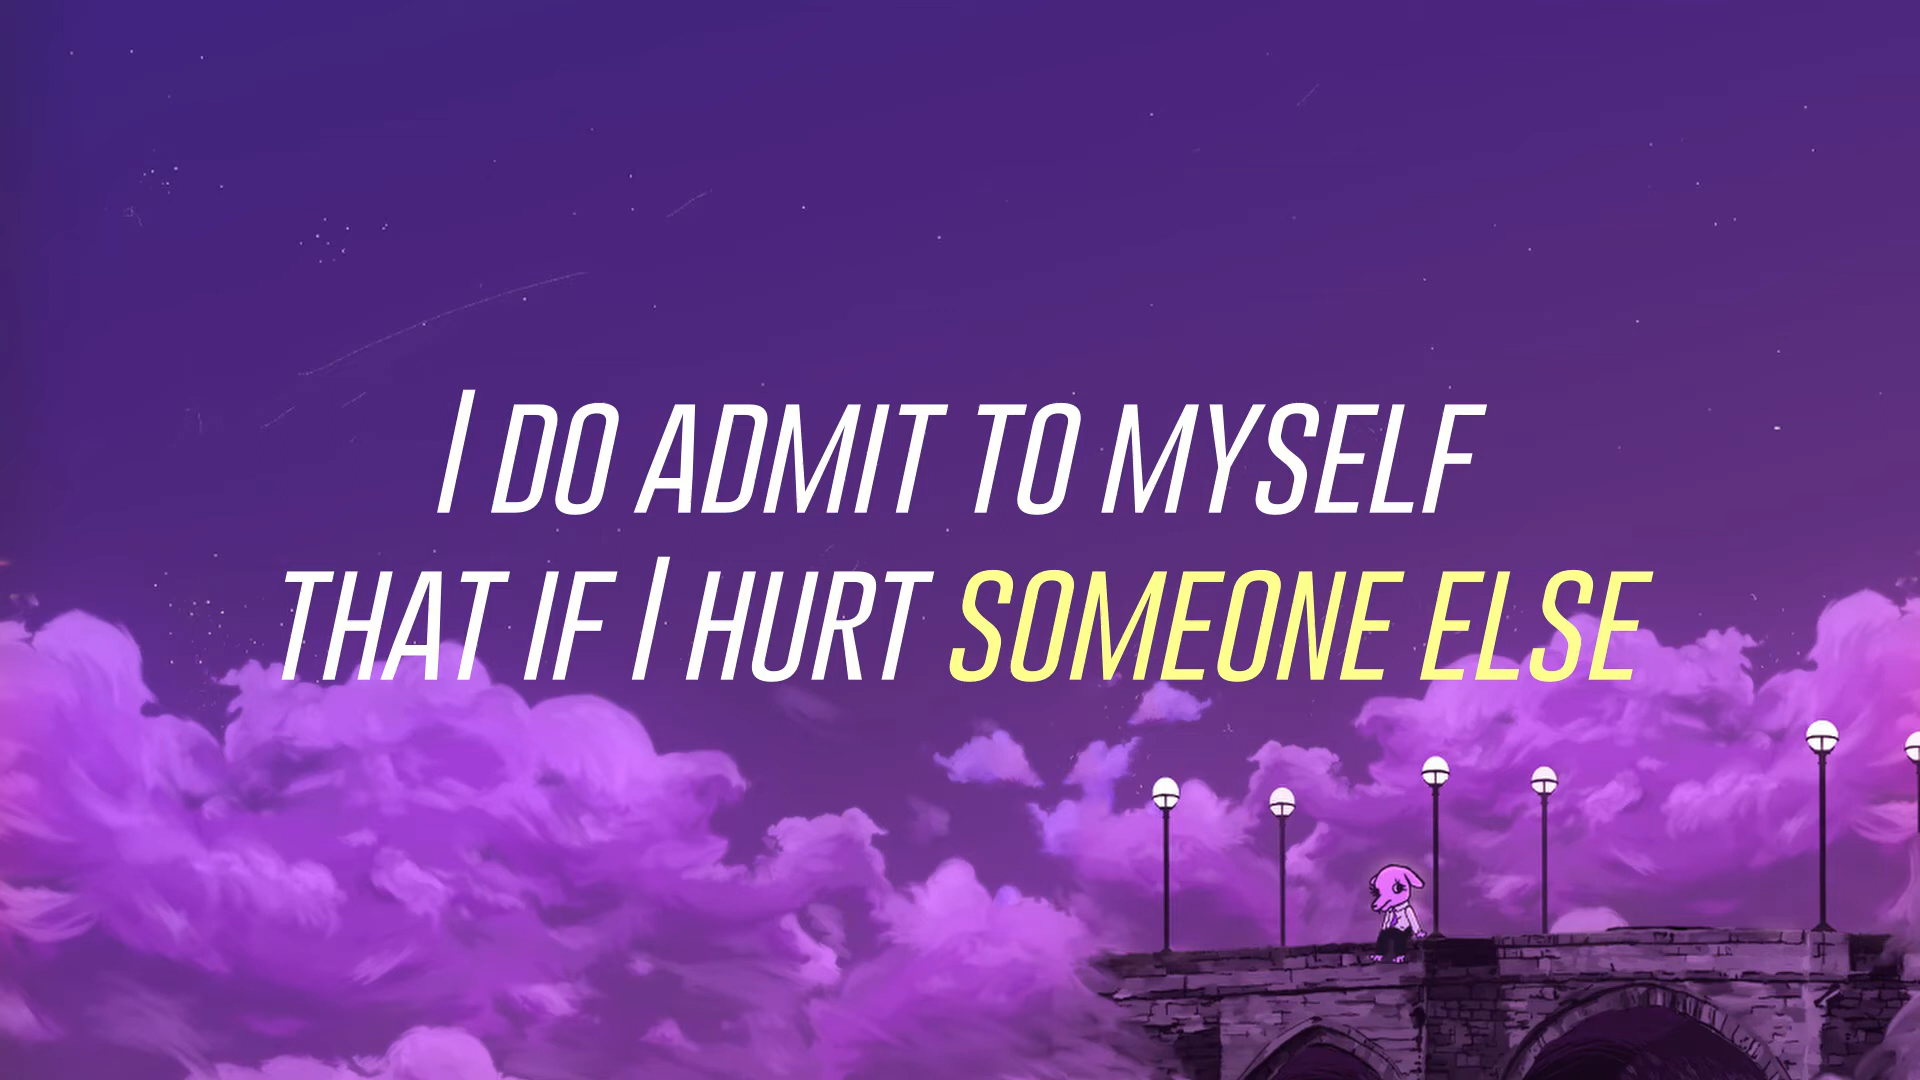 I DO ADMIT TO MYSELF
THAT IF I HURT SOMEONE ELSE